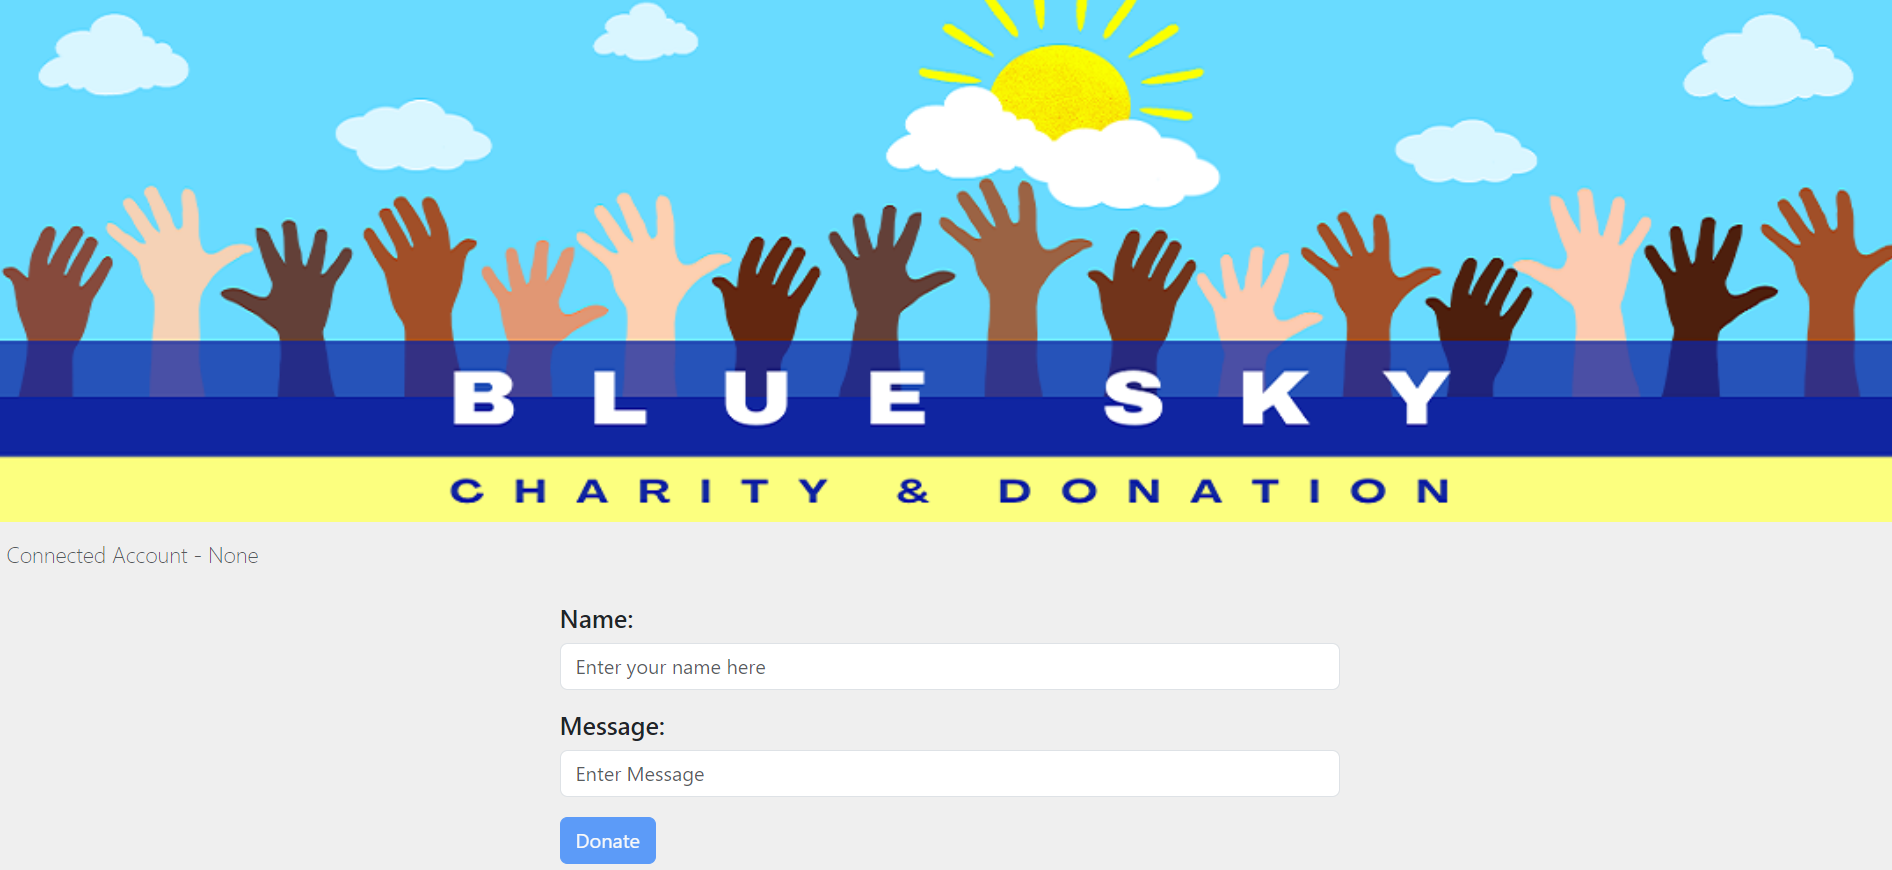 BLUE SKY
CHARITY & DONATION
Connected Account - None
Name:
Enter your name here
Message:
Enter Message
Donate